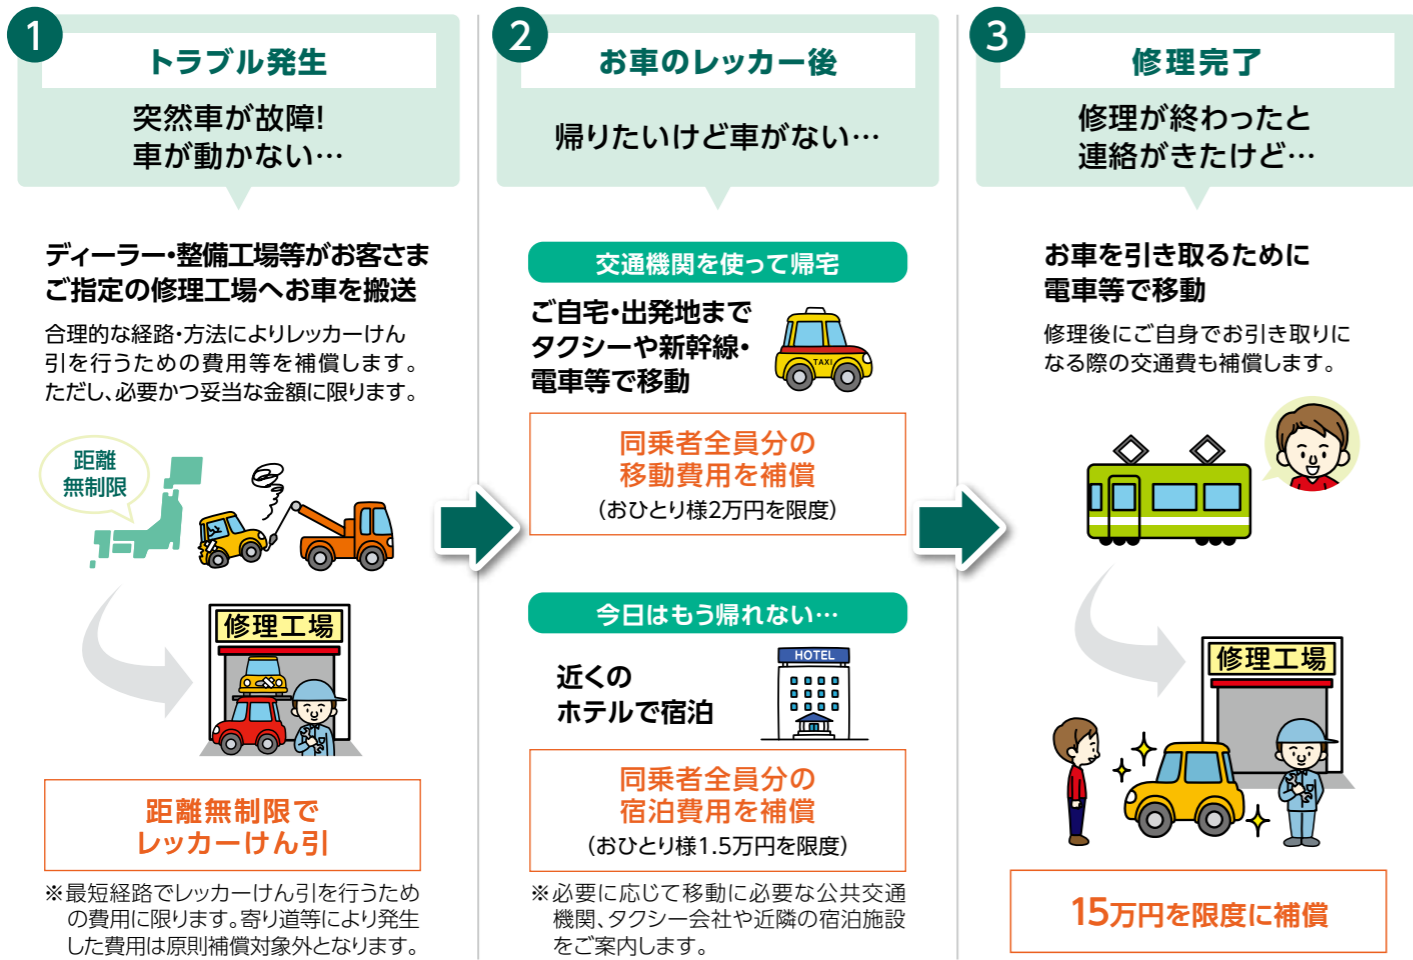 1
トラブル発生
突然車が故障!
車が動かない…
ディーラー・整備工場等がお客さま
ご指定の修理工場へお車を搬送
合理的な経路・方法によりレッカーけん
引を行うための費用等を補償します。
ただし、必要かつ妥当な金額に限ります。
距離
無制限
修理工場
距離無制限で
レッカーけん引
※最短経路でレッカーけん引を行うため
の費用に限ります。寄り道等により発生
した費用は原則補償対象外となります。
2
お車のレッカー後
帰りたいけど車がない…
交通機関を使って帰宅
ご自宅・出発地まで
タクシーや新幹線・
電車等で移動
TAXI
同乗者全員分の
移動費用を補償
(おひとり様2万円を限度)
今日はもう帰れない…
近くの
ホテルで宿泊
HOTEL
同乗者全員分の
宿泊費用を補償
(おひとり様1.5万円を限度)
※必要に応じて移動に必要な公共交通
機関、タクシー会社や近隣の宿泊施設
をご案内します。
3
修理完了
修理が終わったと
連絡がきたけど…
お車を引き取るために
電車等で移動
修理後にご自身でお引き取りに
なる際の交通費も補償します。
修理工場
15万円を限度に補償